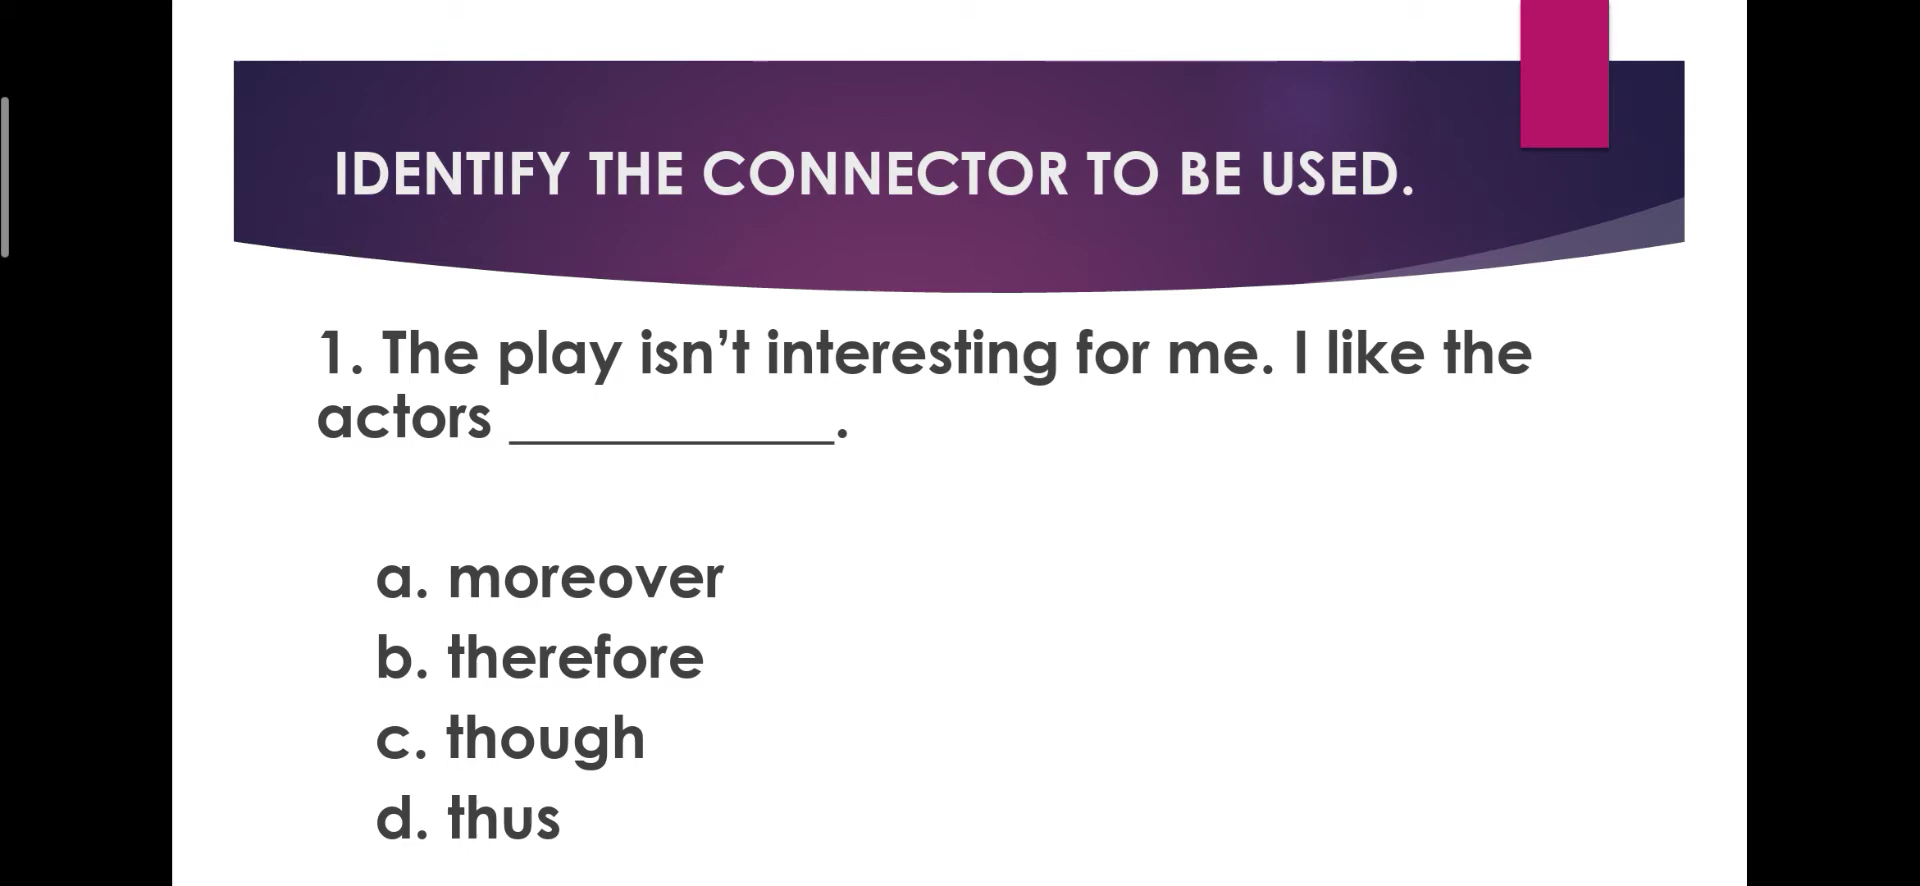 IDENTIFY THE CONNECTOR TO BE USED.
1. The play isn’t interesting for me. I like the
actors ___________.
a. moreover
b. therefore
c. though
d. thus